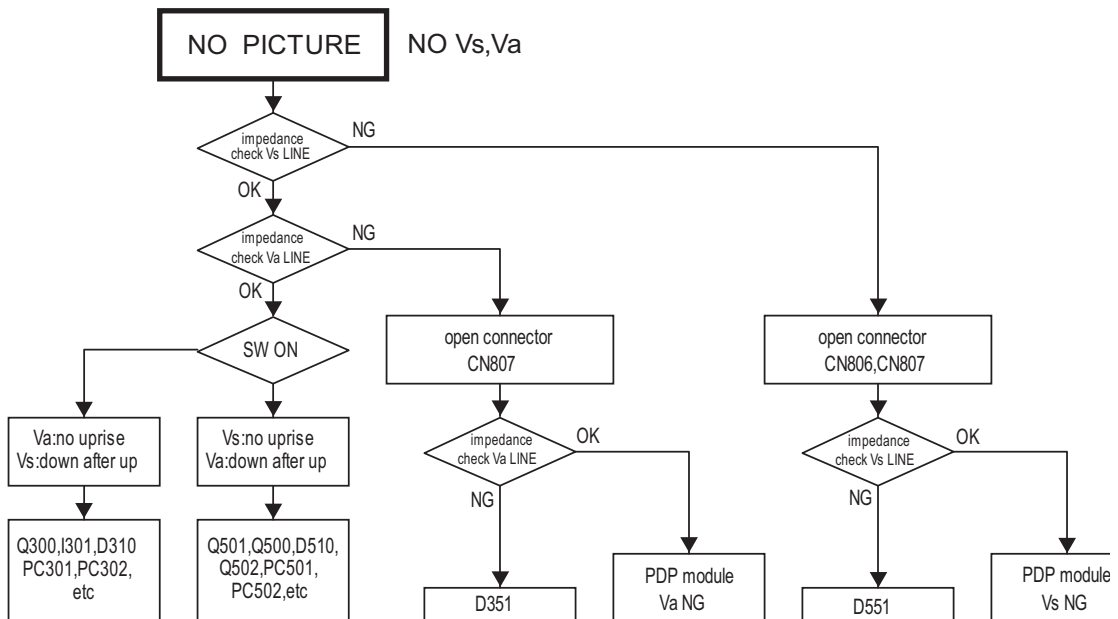 NO PICTURE
NO Vs,Va
impedance
check Vs LINE
NG
OK
impedance
check Va LINE
NG
OK
SW ON
open connector
CN807
open connector
CN806,CN807
Va:no uprise
Vs:down after up
Vs:no uprise
Va:down after up
impedance
check Va LINE
OK
NG
impedance
check Vs LINE
OK
NG
Q300,I301,D310
PC301,PC302,
etc
Q501,Q500,D510,
Q502,PC501,
PC502,etc
D351
PDP module
Va NG
D551
PDP module
Vs NG